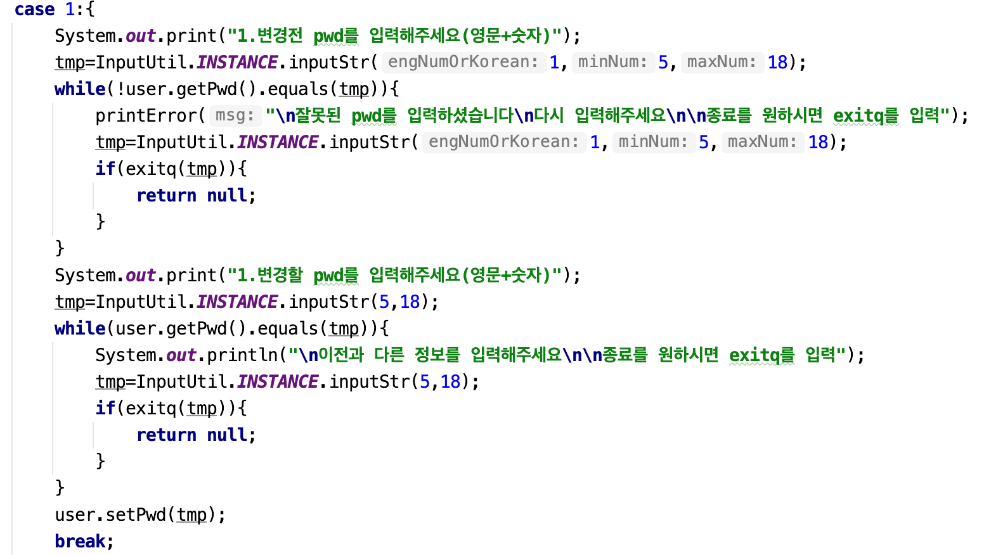 case 1:{
System.out.print("1.변경전 pwd를 입력해주세요(영문+숫자)");
tmp=InputUtil.INSTANCE.inputStr( engNumOrKorean: 1, minNum: 5, maxNum: 18);
while(!user.getPwd().equals(tmp)){
printError( msg: "\n잘못된 pwd를 입력하셨습니다\n다시 입력해주세요\n\n종료를 원하시면 exitq를 입력");
tmp=InputUtil.INSTANCE.inputStr( engNumOrKorean: 1, minNum: 5, maxNum: 18);
if(exitq(tmp)){
return null;
}
}
System.out.print("1.변경할 pwd를 입력해주세요(영문+숫자)");
tmp=InputUtil.INSTANCE.inputStr(5,18);
while(user.getPwd().equals(tmp)){
System.out.println("\n이전과 다른 정보를 입력해주세요\n\n종료를 원하시면 exitq를 입력");
tmp=InputUtil.INSTANCE.inputStr(5,18);
if(exitq(tmp)){
return null;
}
}
user.setPwd(tmp);
break;